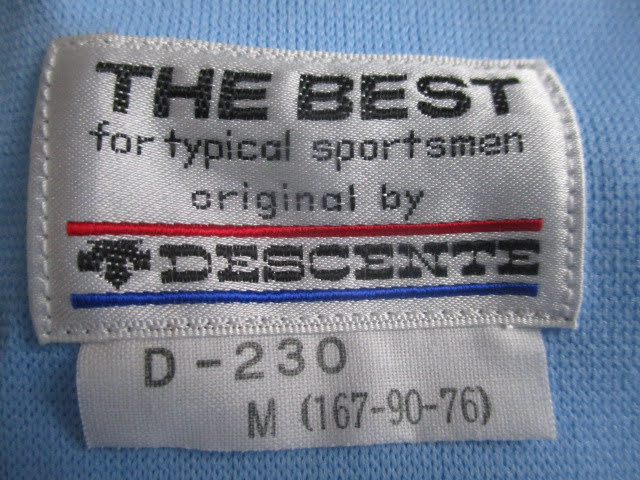 THE BEST
for typical sportsmen
original by
DESCENTE
D-230
M (167-90-76)